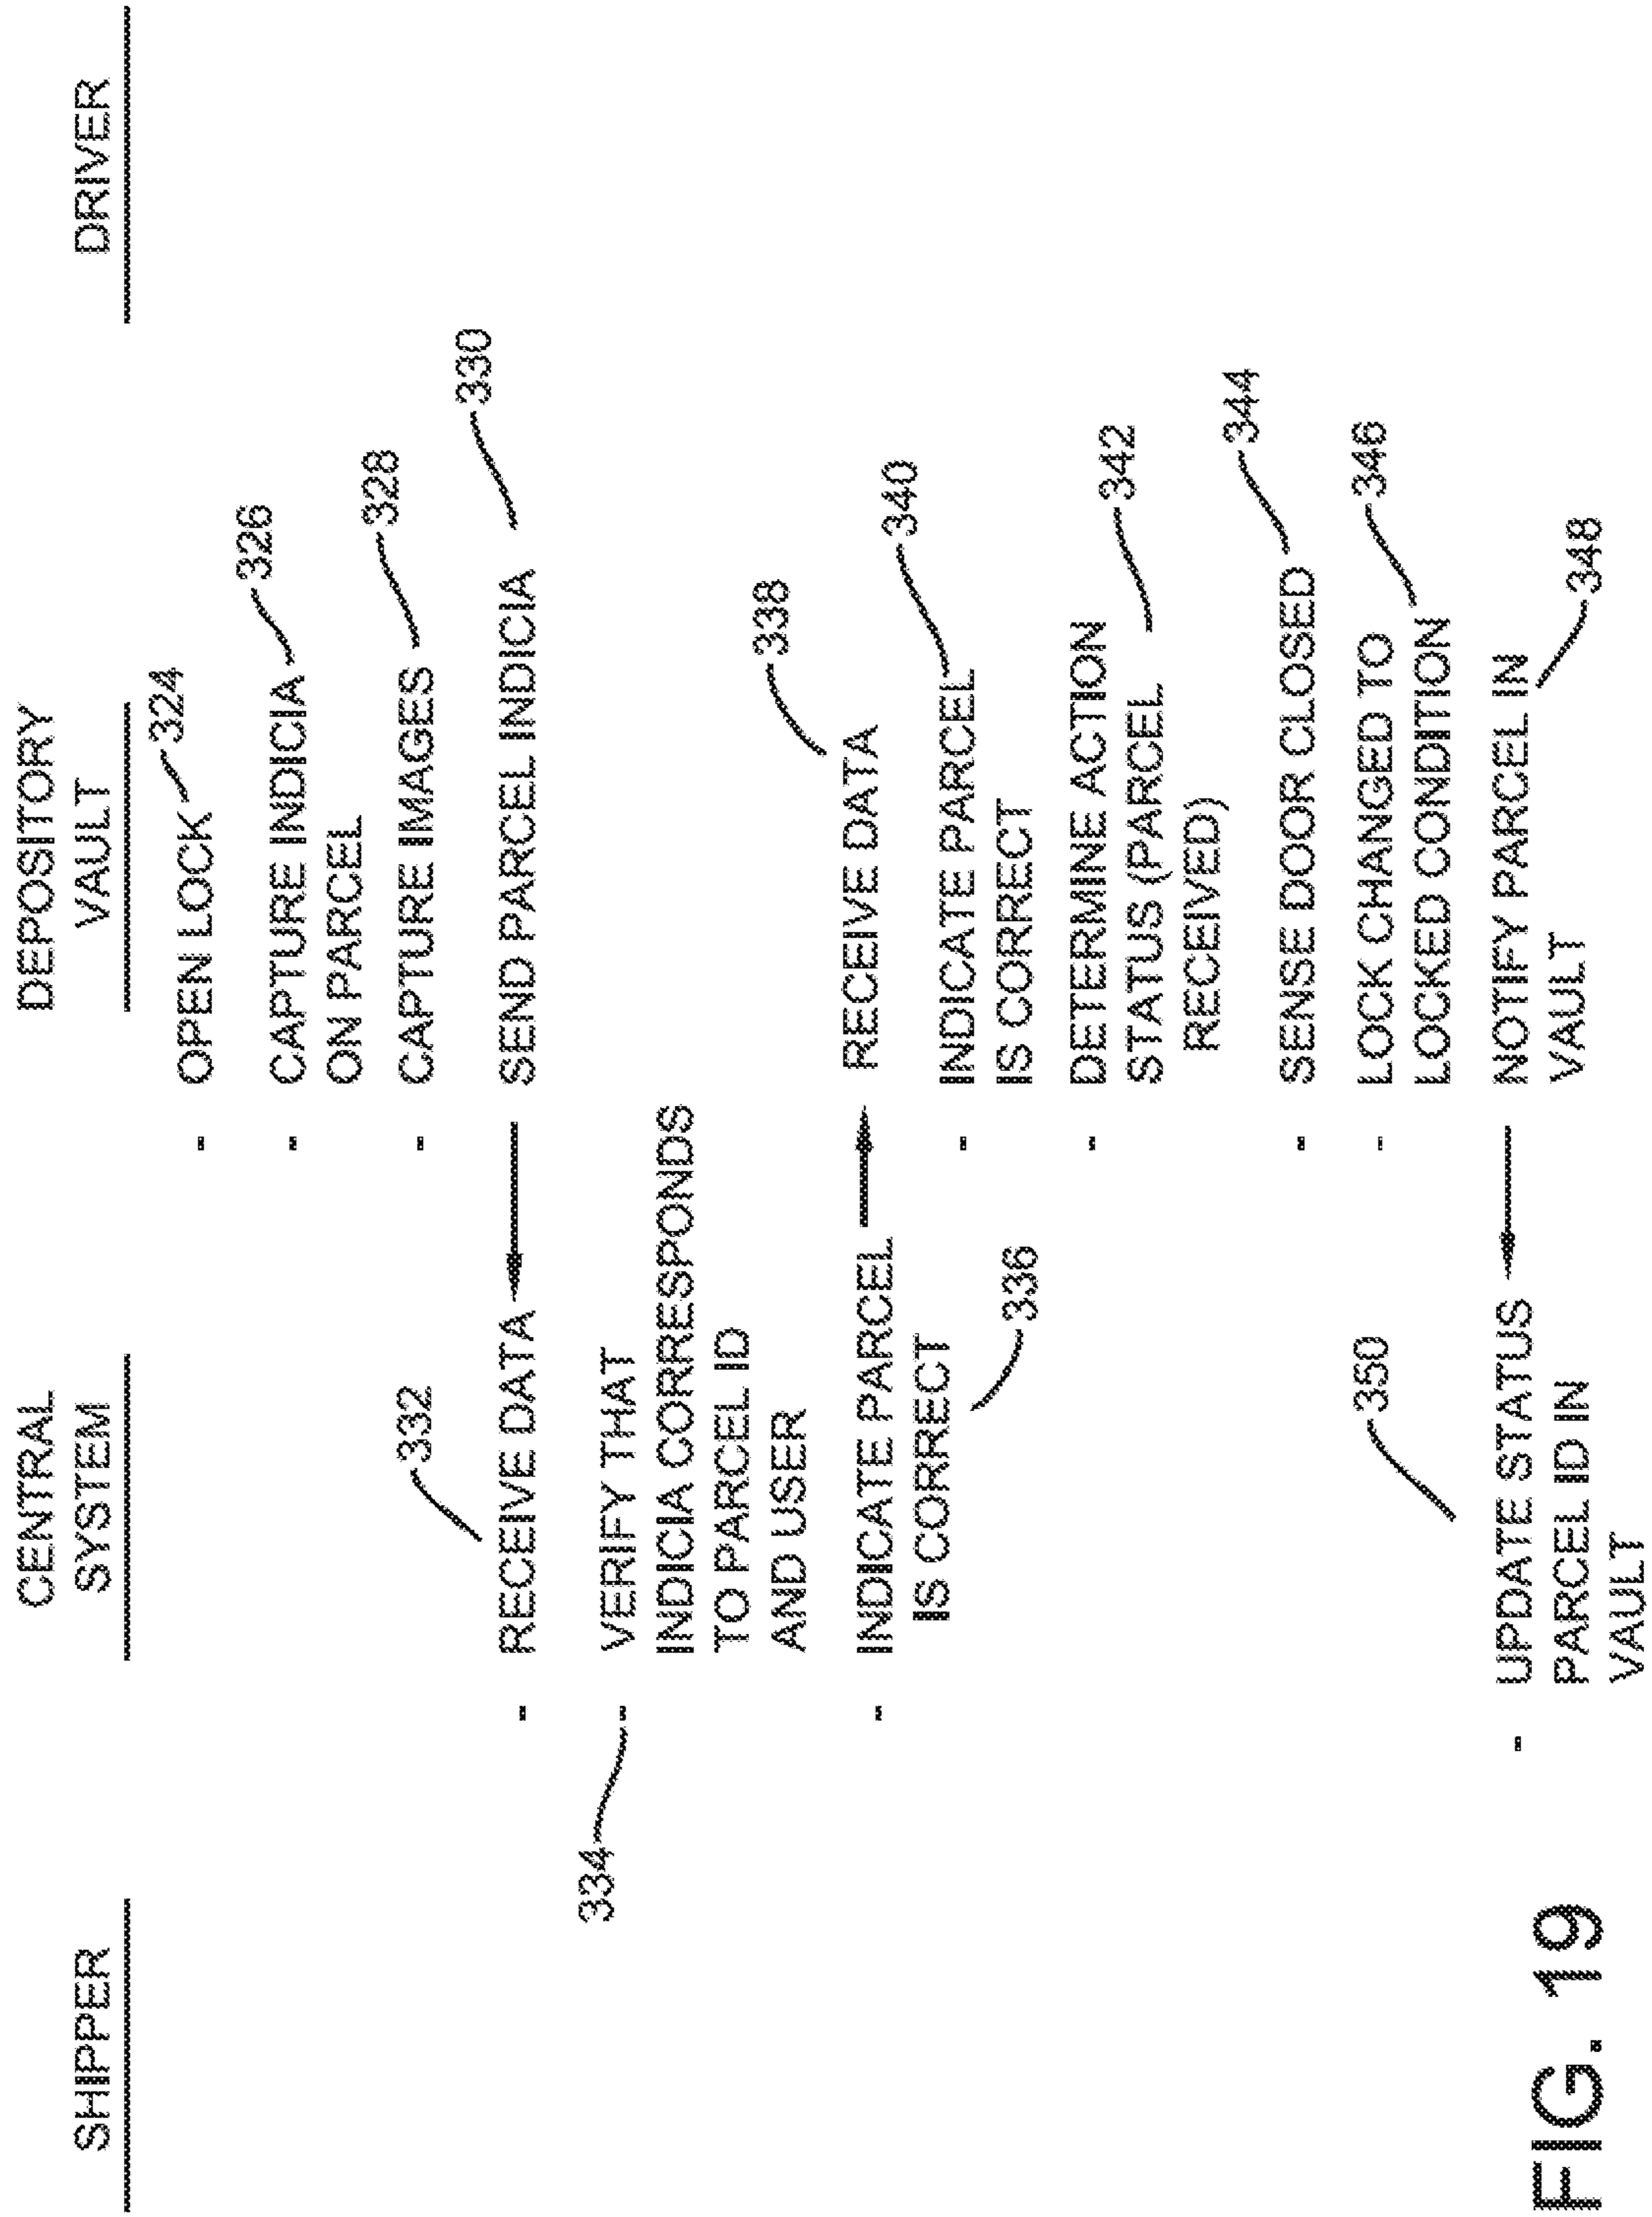 SHIPPER
CENTRAL
SYSTEM
DEPOSITORY
VAULT
DRIVER
OPEN LOCK
324
CAPTURE INDICIA
ON PARCEL
326
CAPTURE IMAGES
328
SEND PARCEL INDICIA
330
332
RECEIVE DATA
334
VERIFY THAT
INDICIA CORRESPONDS
TO PARCEL ID
AND USER
INDICATE PARCEL
IS CORRECT
336
RECEIVE DATA
338
INDICATE PARCEL
IS CORRECT
340
DETERMINE ACTION
STATUS (PARCEL
RECEIVED)
342
SENSE DOOR CLOSED
344
LOCK CHANGED TO
LOCKED CONDITION
346
NOTIFY PARCEL IN
VAULT
348
350
UPDATE STATUS
PARCEL ID IN
VAULT
FIG. 19